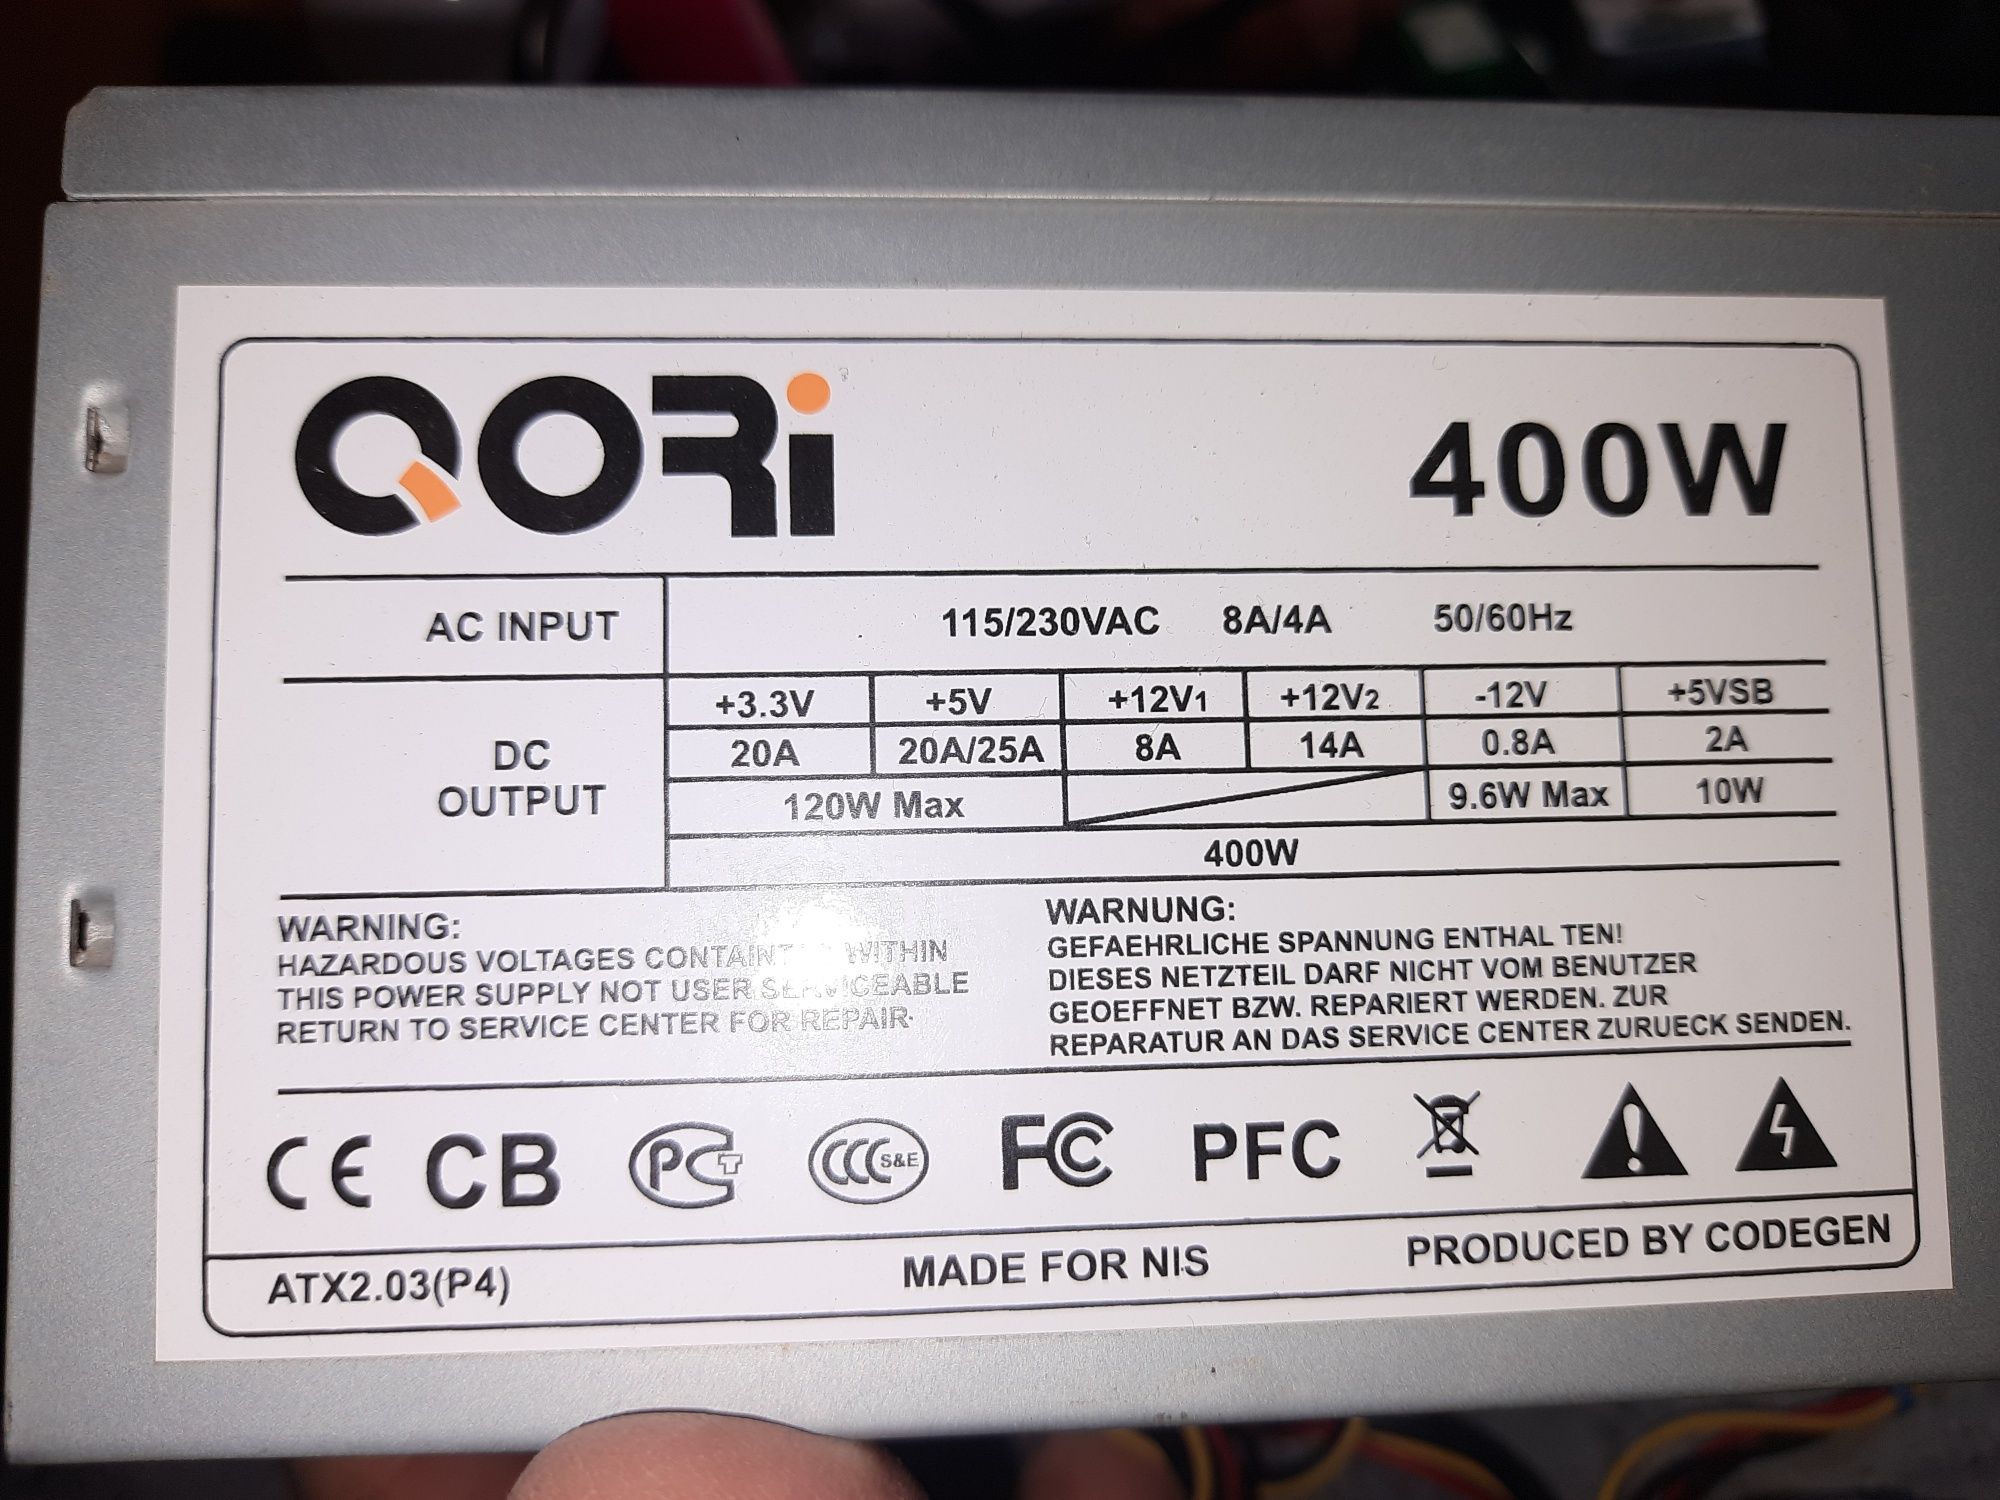 QORi 400W
AC INPUT 115/230VAC 8A/4A 50/60Hz
DC OUTPUT
+3.3V +5V +12V1 +12V2 -12V +5VSB
20A 20A/25A 8A 14A 0.8A 2A
120W Max 9.6W Max 10W
400W
WARNING:
HAZARDOUS VOLTAGES WITHIN
THIS POWER SUPPLY NOT USER SERVICEABLE
RETURN TO SERVICE CENTER FOR REPAIR.
WARNUNG:
GEFAEHRLICHE SPANNUNG ENTHAL TEN!
DIESES NETZTEIL DARF NICHT VOM BENUTZER
GEOEFFNET BZW. REPARIERT WERDEN. ZUR
REPARATUR AN DAS SERVICE CENTER ZURUECK SENDEN.
CE CB PCT CCC S&E FC PFC
ATX2.03(P4) MADE FOR NIS PRODUCED BY CODEGEN